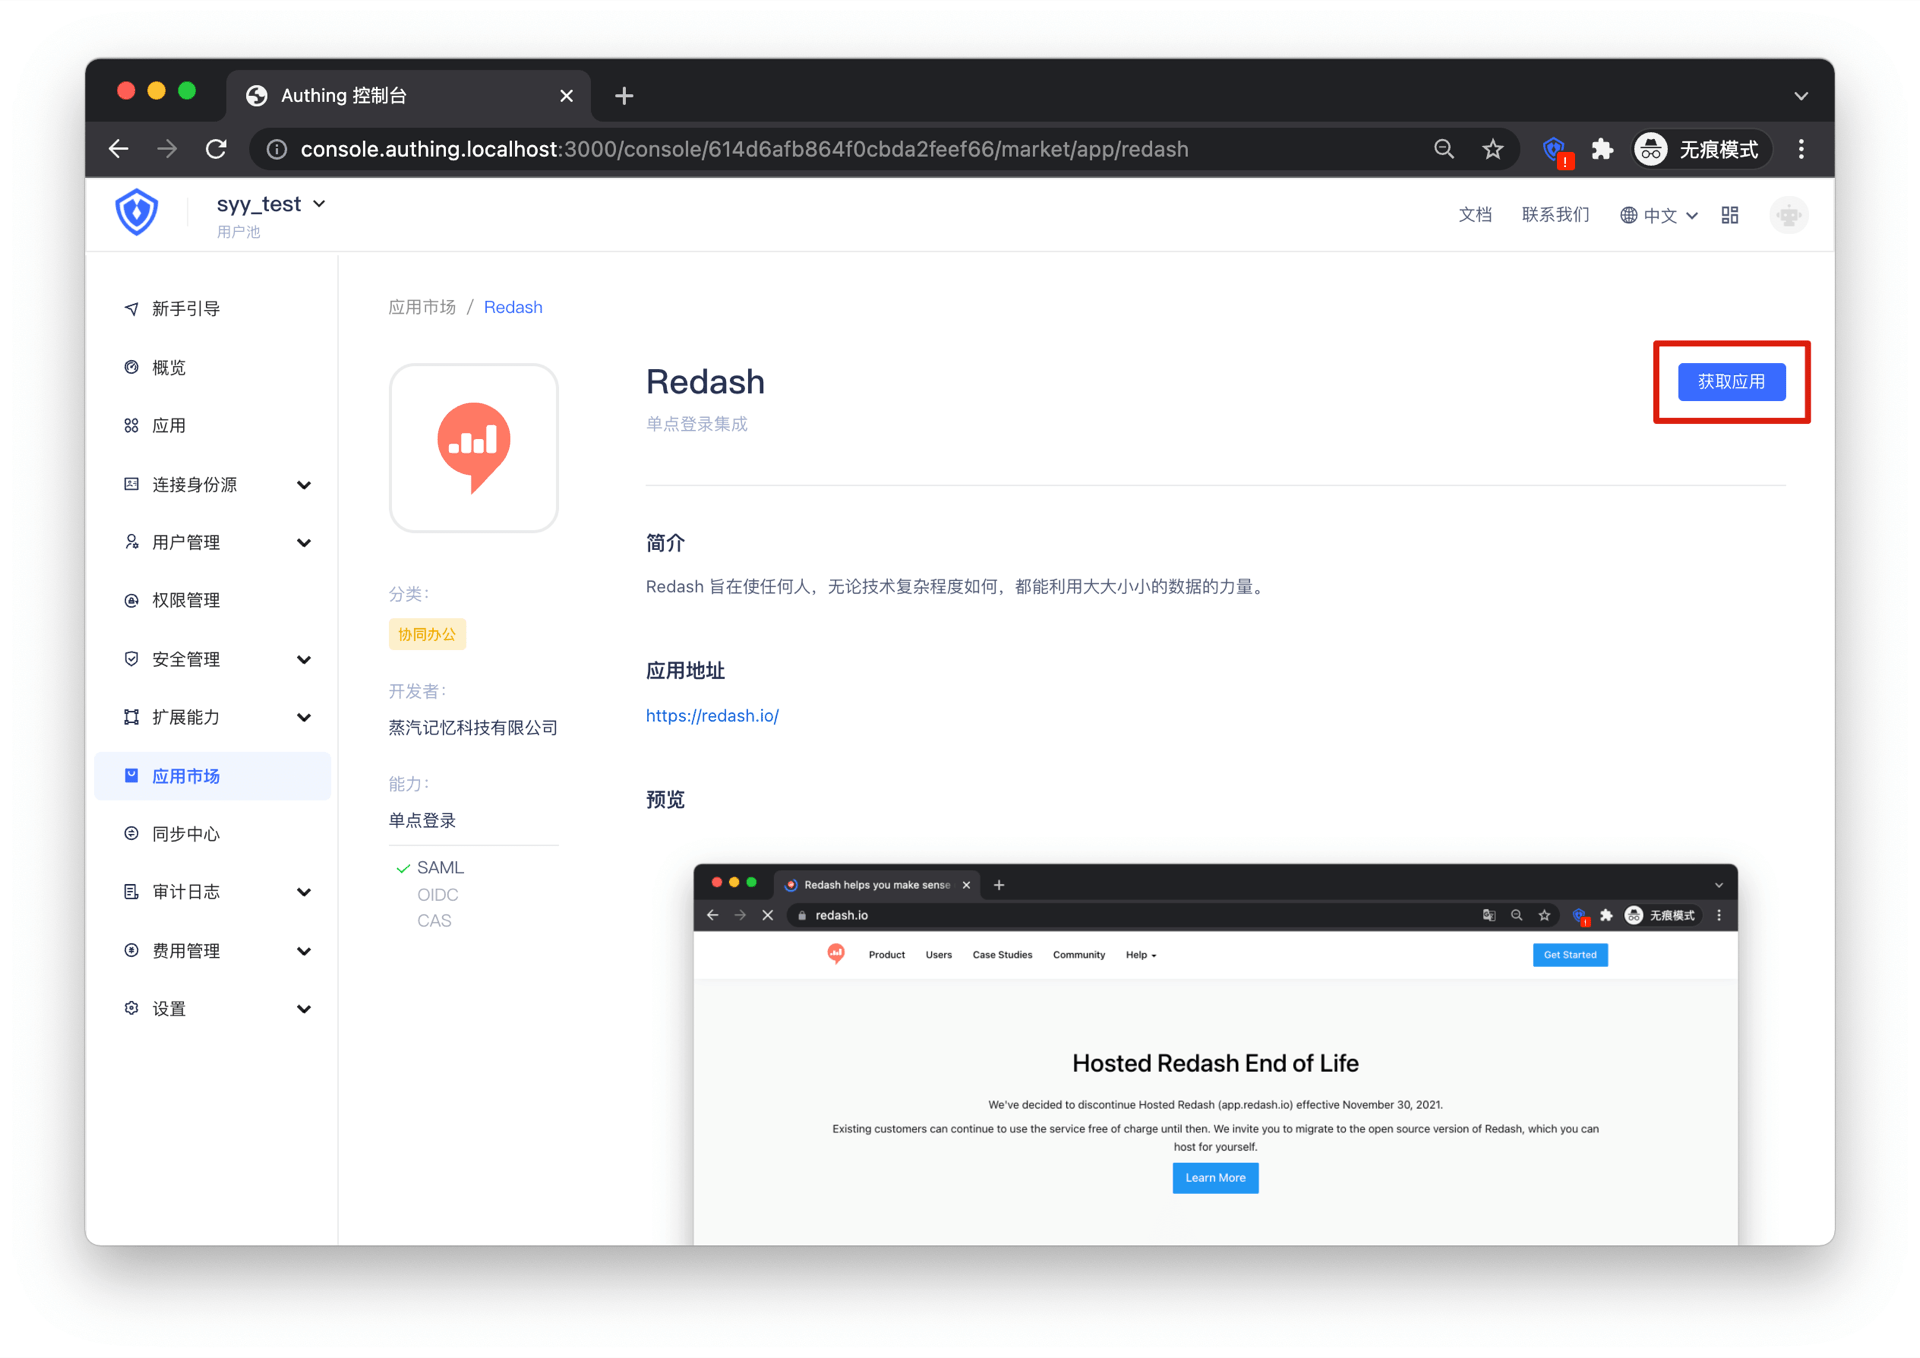 Authing 控制台
console.authing.localhost:3000/console/614d6afb864f0cbda2feef66/market/app/redash
无痕模式
syy_test
用户池
文档
联系我们
中文
新手引导
概览
应用
连接身份源
用户管理
权限管理
安全管理
扩展能力
应用市场
同步中心
审计日志
费用管理
设置
应用市场 / Redash
Redash
获取应用
单点登录集成
简介
Redash 旨在使任何人，无论技术复杂程度如何，都能利用大大小小的数据的力量。
分类：
协同办公
应用地址
开发者：
https://redash.io/
蒸汽记忆科技有限公司
能力：
预览
单点登录
SAML
OIDC
CAS
Redash helps you make sense
redash.io
无痕模式
Product
Users
Case Studies
Community
Help
Get Started
Hosted Redash End of Life
We've decided to discontinue Hosted Redash (app.redash.io) effective November 30, 2021.
Existing customers can continue to use the service free of charge until then. We invite you to migrate to the open source version of Redash, which you can
host for yourself.
Learn More